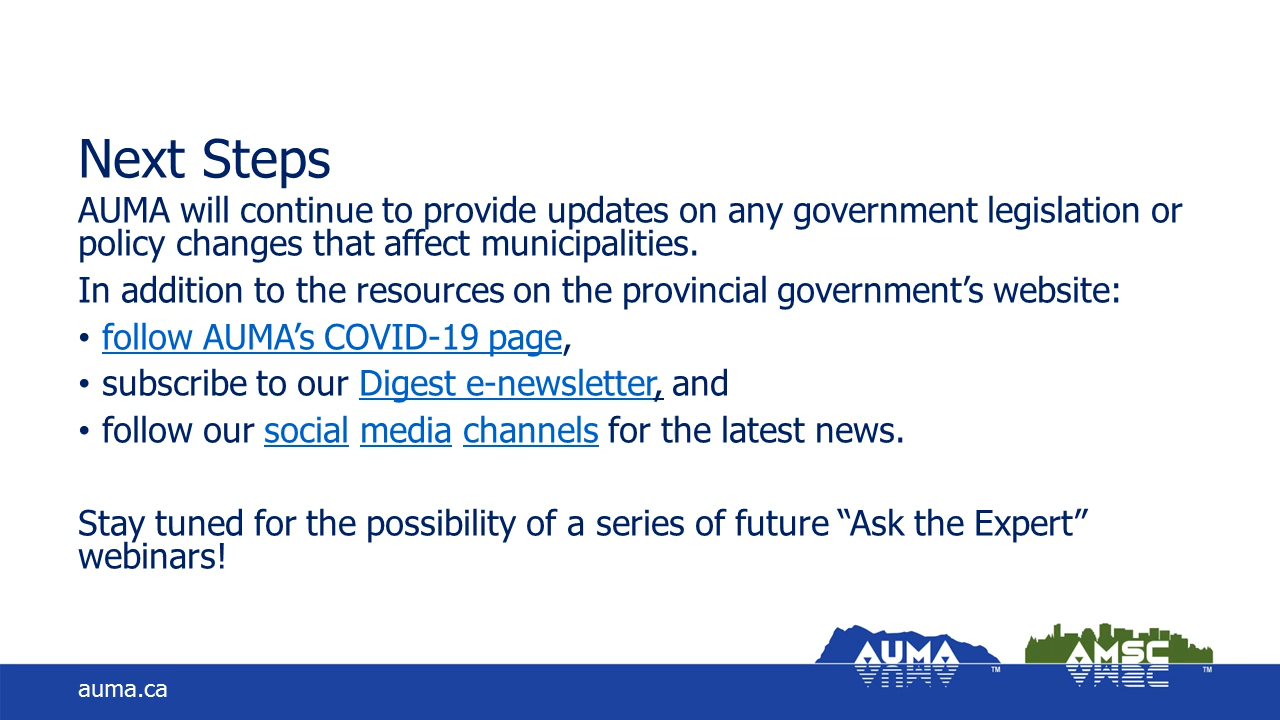 Next Steps
AUMA will continue to provide updates on any government legislation or
policy changes that affect municipalities.
In addition to the resources on the provincial government’s website:
• follow AUMA’s COVID-19 page,
• subscribe to our Digest e-newsletter, and
• follow our social media channels for the latest news.
Stay tuned for the possibility of a series of future “Ask the Expert”
webinars!
AUMA ™
AMSC ™
auma.ca